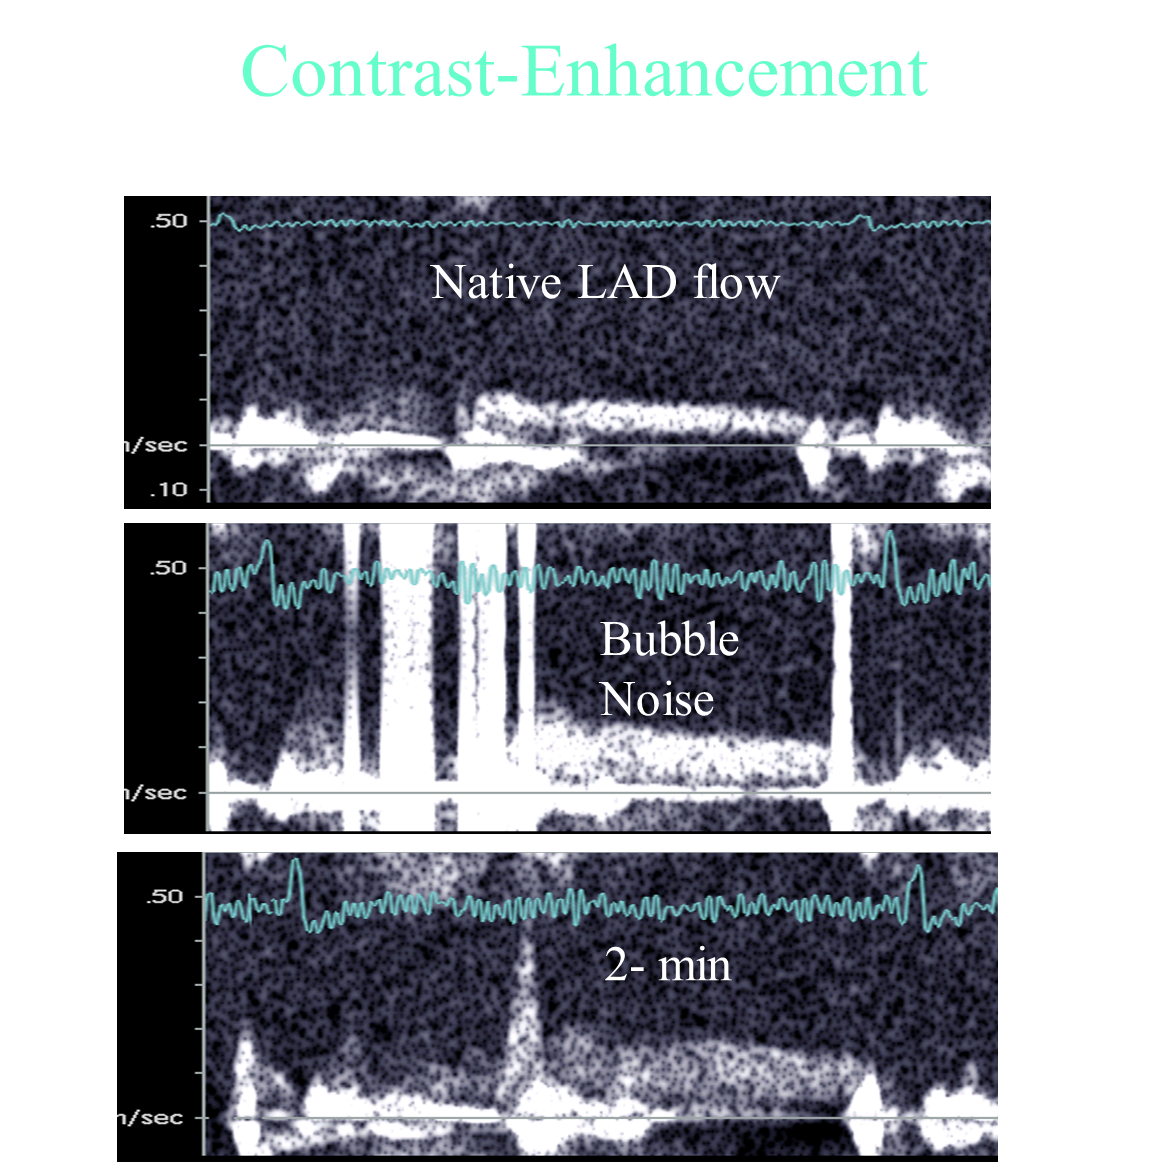 Contrast-Enhancement
.50
Native LAD flow
/sec
.10
.50
Bubble
Noise
/sec
.50
2- min
/sec